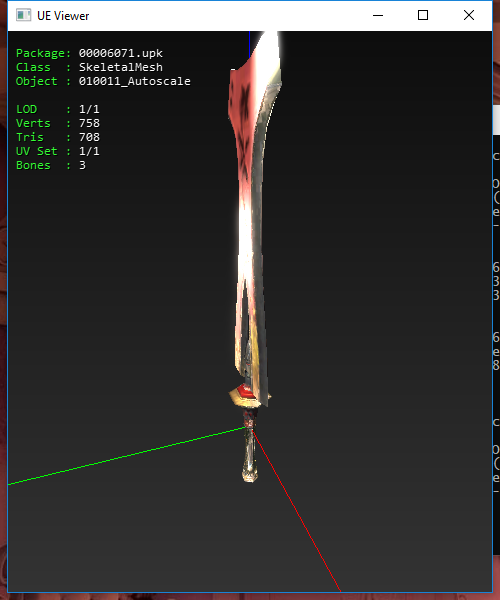 UE Viewer
Package: 00006071.upk
Class  : SkeletalMesh
Object : 010011_Autoscale
LOD    : 1/1
Verts  : 758
Tris   : 708
UV Set : 1/1
Bones  : 3